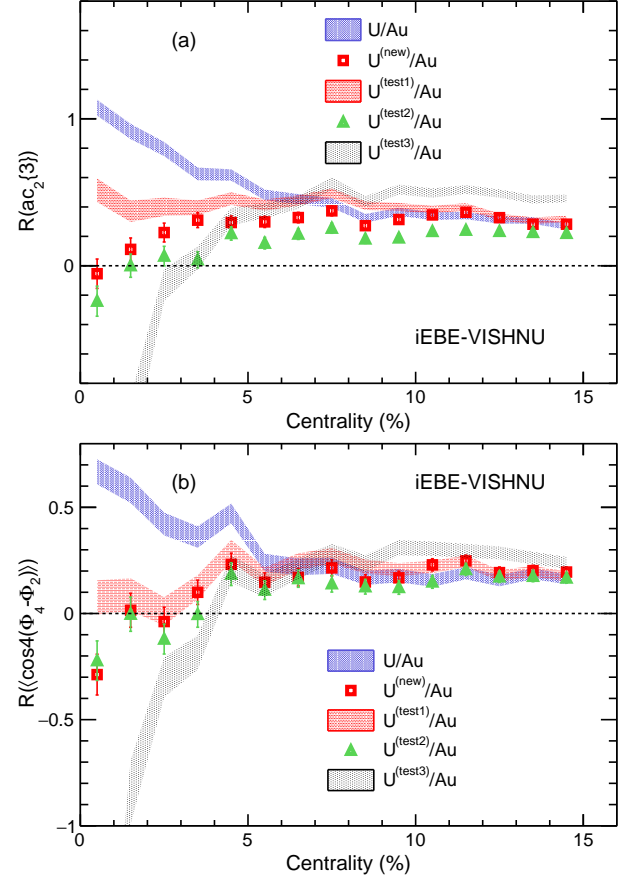 (a)
U/Au
U^(new)/Au
U^(test1)/Au
U^(test2)/Au
U^(test3)/Au
R(ac₂{3})
1
0
iEBE-VISHNU
0 5 10 15
Centrality (%)
(b)
iEBE-VISHNU
R(⟨cos4(Φ₄-Φ₂)⟩)
0.5
0
−0.5
−1
U/Au
U^(new)/Au
U^(test1)/Au
U^(test2)/Au
U^(test3)/Au
0 5 10 15
Centrality (%)